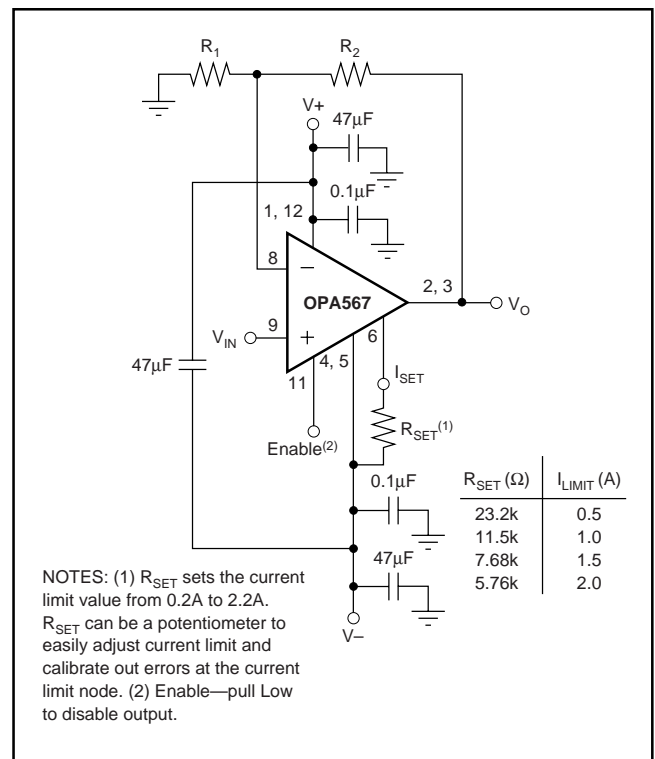 R1
R2
V+
47µF
0.1µF
1, 12
8
–
OPA567
2, 3
VO
VIN
9
+
6
4, 5
47µF
11
ISET
RSET(1)
Enable(2)
0.1µF
RSET (Ω) ILIMIT (A)
23.2k 0.5
11.5k 1.0
7.68k 1.5
5.76k 2.0
47µF
V–
NOTES: (1) RSET sets the current
limit value from 0.2A to 2.2A.
RSET can be a potentiometer to
easily adjust current limit and
calibrate out errors at the current
limit node. (2) Enable—pull Low
to disable output.